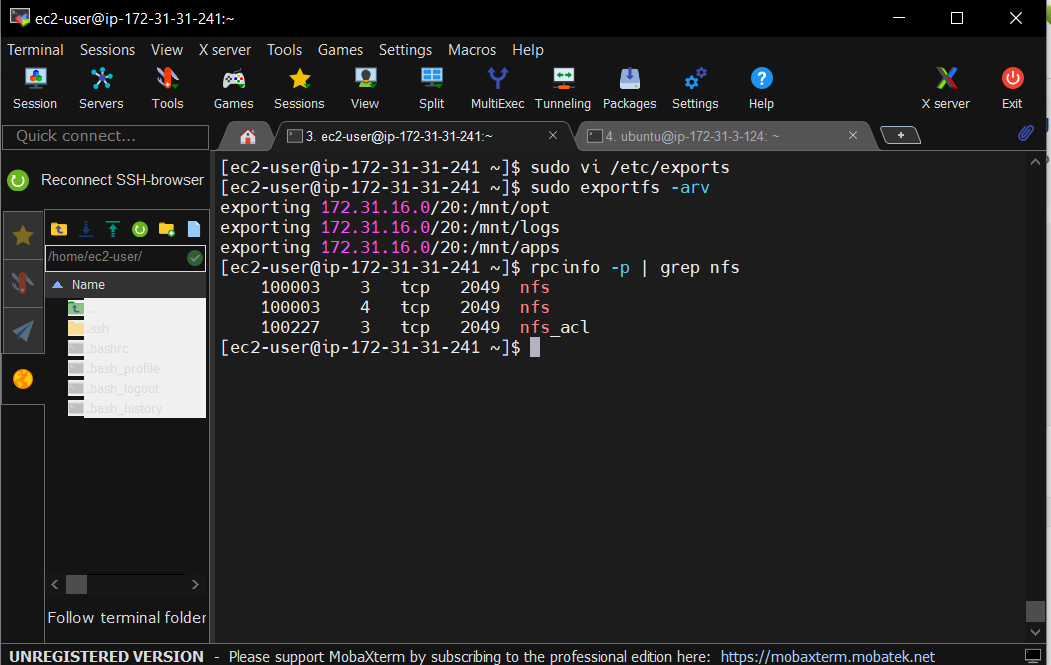 ec2-user@ip-172-31-31-241:~
Terminal Sessions View X server Tools Games Settings Macros Help
Session Servers Tools Games Sessions View Split MultiExec Tunneling Packages Settings Help X server Exit
Quick connect...
3. ec2-user@ip-172-31-31-241:~
4. ubuntu@ip-172-31-3-124: ~
Reconnect SSH-browser
/home/ec2-user/
Name
..
.ssh
.bashrc
.bash_profile
.bash_logout
.bash_history
Follow terminal folder
[ec2-user@ip-172-31-31-241 ~]$ sudo vi /etc/exports
[ec2-user@ip-172-31-31-241 ~]$ sudo exportfs -arv
exporting 172.31.16.0/20:/mnt/opt
exporting 172.31.16.0/20:/mnt/logs
exporting 172.31.16.0/20:/mnt/apps
[ec2-user@ip-172-31-31-241 ~]$ rpcinfo -p | grep nfs
100003 3 tcp 2049 nfs
100003 4 tcp 2049 nfs
100227 3 tcp 2049 nfs_acl
[ec2-user@ip-172-31-31-241 ~]$
UNREGISTERED VERSION - Please support MobaXterm by subscribing to the professional edition here: https://mobaxterm.mobatek.net